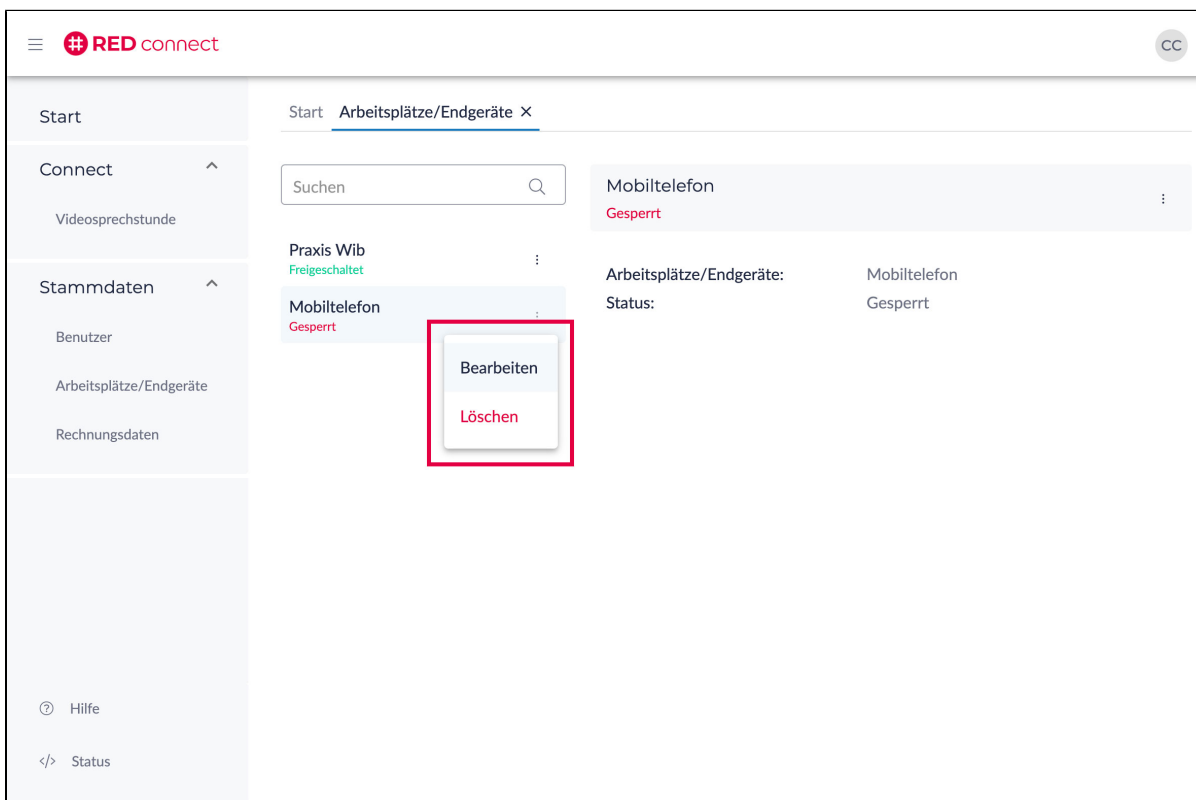 RED connect
CC
Start
Connect
Videosprechstunde
Stammdaten
Benutzer
Arbeitsplätze/Endgeräte
Rechnungsdaten
Hilfe
</> Status
Start Arbeitsplätze/Endgeräte
Suchen
Praxis Wib
Freigeschaltet
Mobiltelefon
Gesperrt
Bearbeiten
Löschen
Mobiltelefon
Gesperrt
Arbeitsplätze/Endgeräte: Mobiltelefon
Status: Gesperrt